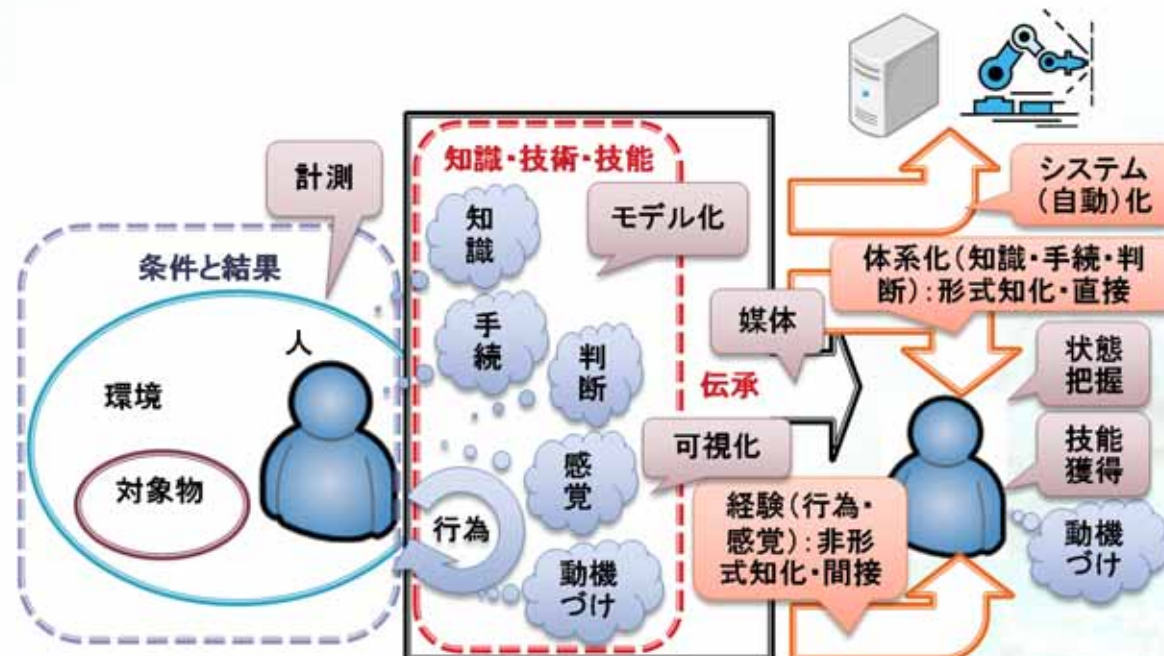 計測
条件と結果
人
環境
対象物
知識・技術・技能
知
識
手
続
判
断
感
覚
行為
動機
づけ
モデル化
媒体
伝承
可視化
システム
(自動)化
体系化(知識・手続・判
断):形式知化・直接
経験(行為・
感覚):非形
式知化・間接
状態
把握
技能
獲得
動機
づけ